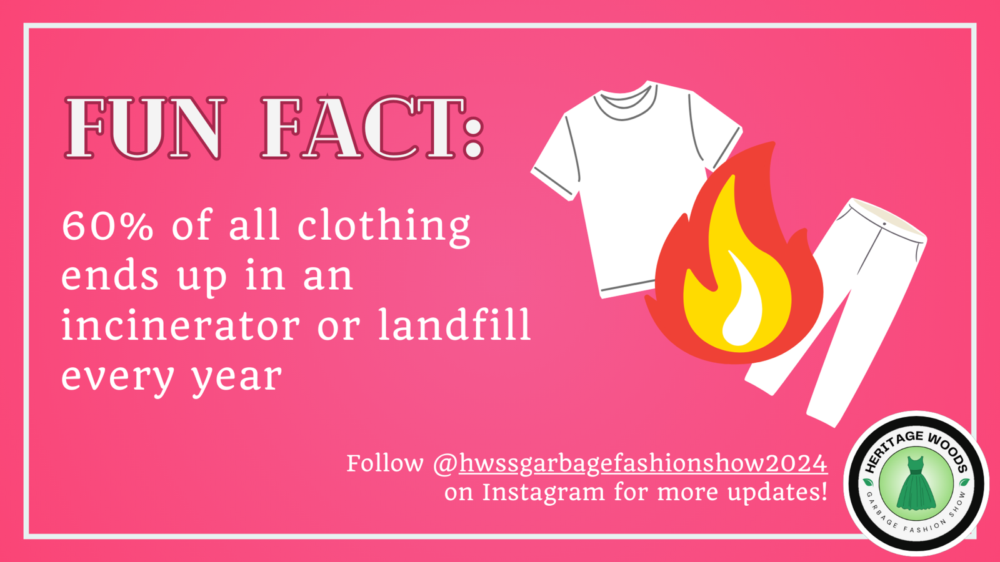 FUN FACT:
60% of all clothing
ends up in an
incinerator or landfill
every year
Follow @hwssgarbagefashionshow2024
on Instagram for more updates!
HERITAGE WOODS
GARBAGE FASHION SHOW